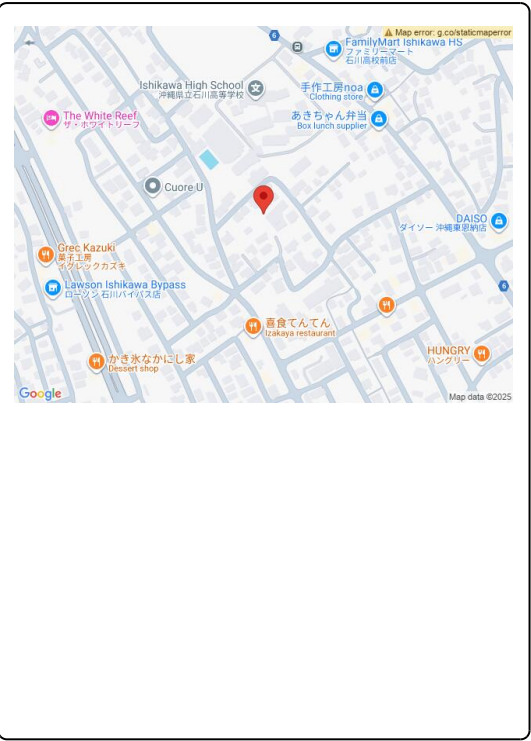 Map error: g.co/staticmaperror
6
FamilyMart Ishikawa HS
ファミリーマート
石川高校前店
Ishikawa High School
沖縄県立石川高等学校
手作工房noa
Clothing store
The White Reef
ザ・ホワイトリーフ
あきちゃん弁当
Box lunch supplier
Cuore U
DAISO
ダイソー 沖縄東恩納店
Grec Kazuki
菓子工房
イグレックカズキ
Lawson Ishikawa Bypass
ローソン 石川バイパス店
6
喜食てんてん
Izakaya restaurant
HUNGRY
ハングリー
かき氷なかにし家
Dessert shop
Google
Map data ©2025